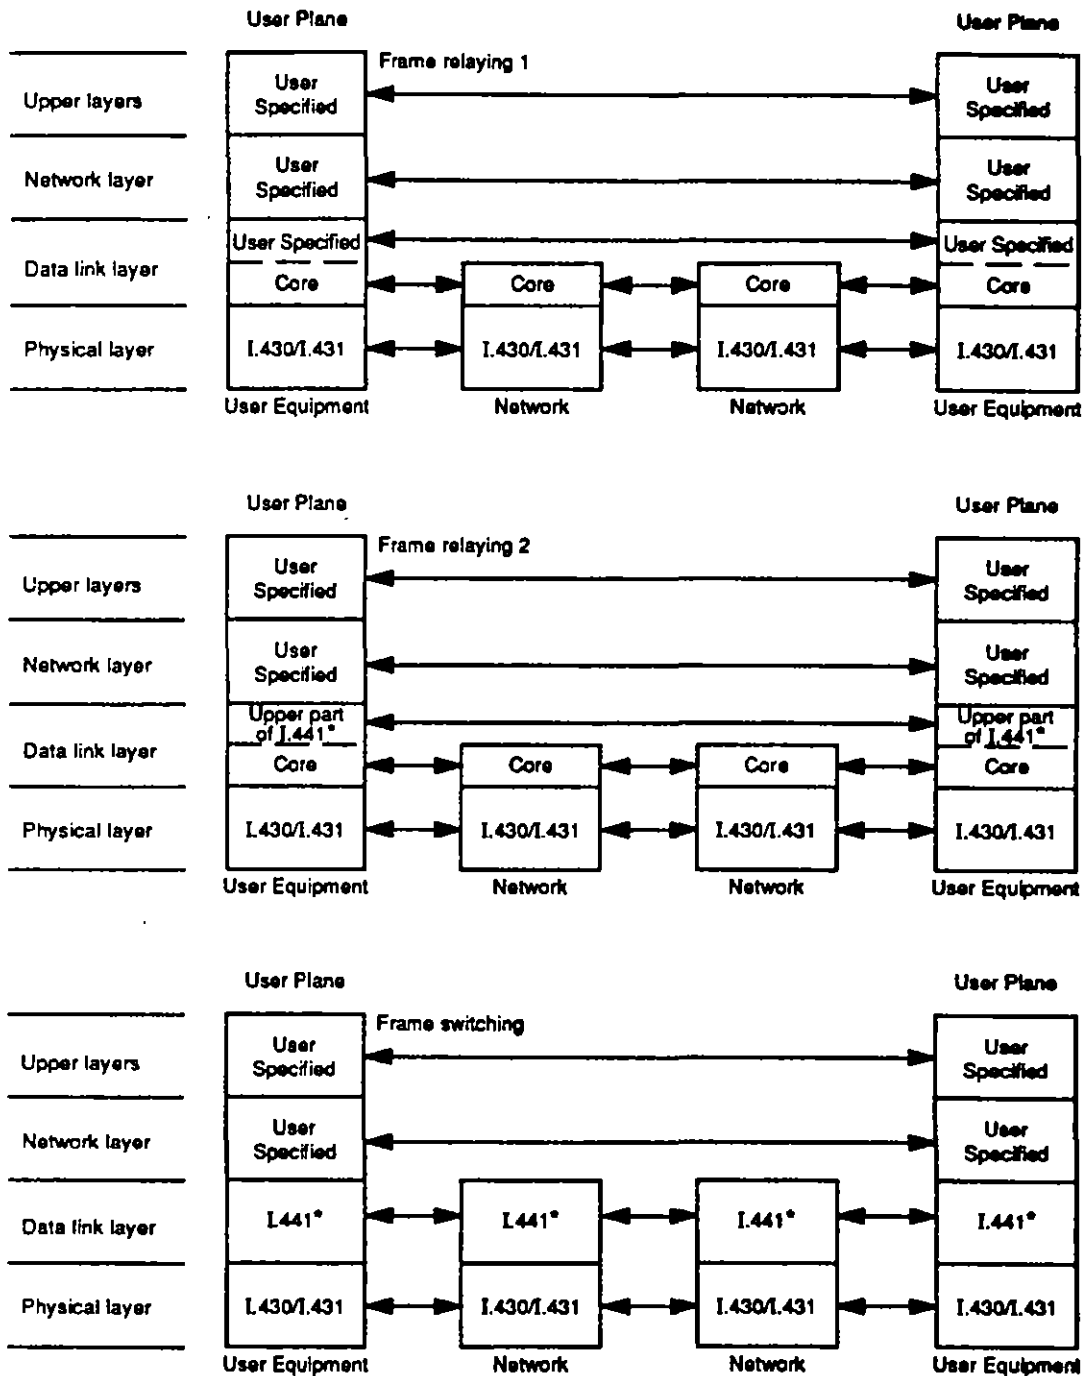 User Plane
User Plane
Frame relaying 1
Upper layers
User
Specified
User
Specified
Network layer
User
Specified
User
Specified
Data link layer
User Specified
User Specified
Core
Core
Core
Core
Physical layer
I.430/I.431
I.430/I.431
I.430/I.431
I.430/I.431
User Equipment
Network
Network
User Equipment
User Plane
User Plane
Frame relaying 2
Upper layers
User
Specified
User
Specified
Network layer
User
Specified
User
Specified
Data link layer
Upper part
of I.441*
Upper part
of I.441*
Core
Core
Core
Core
Physical layer
I.430/I.431
I.430/I.431
I.430/I.431
I.430/I.431
User Equipment
Network
Network
User Equipment
User Plane
User Plane
Frame switching
Upper layers
User
Specified
User
Specified
Network layer
User
Specified
User
Specified
Data link layer
I.441*
I.441*
I.441*
I.441*
Physical layer
I.430/I.431
I.430/I.431
I.430/I.431
I.430/I.431
User Equipment
Network
Network
User Equipment